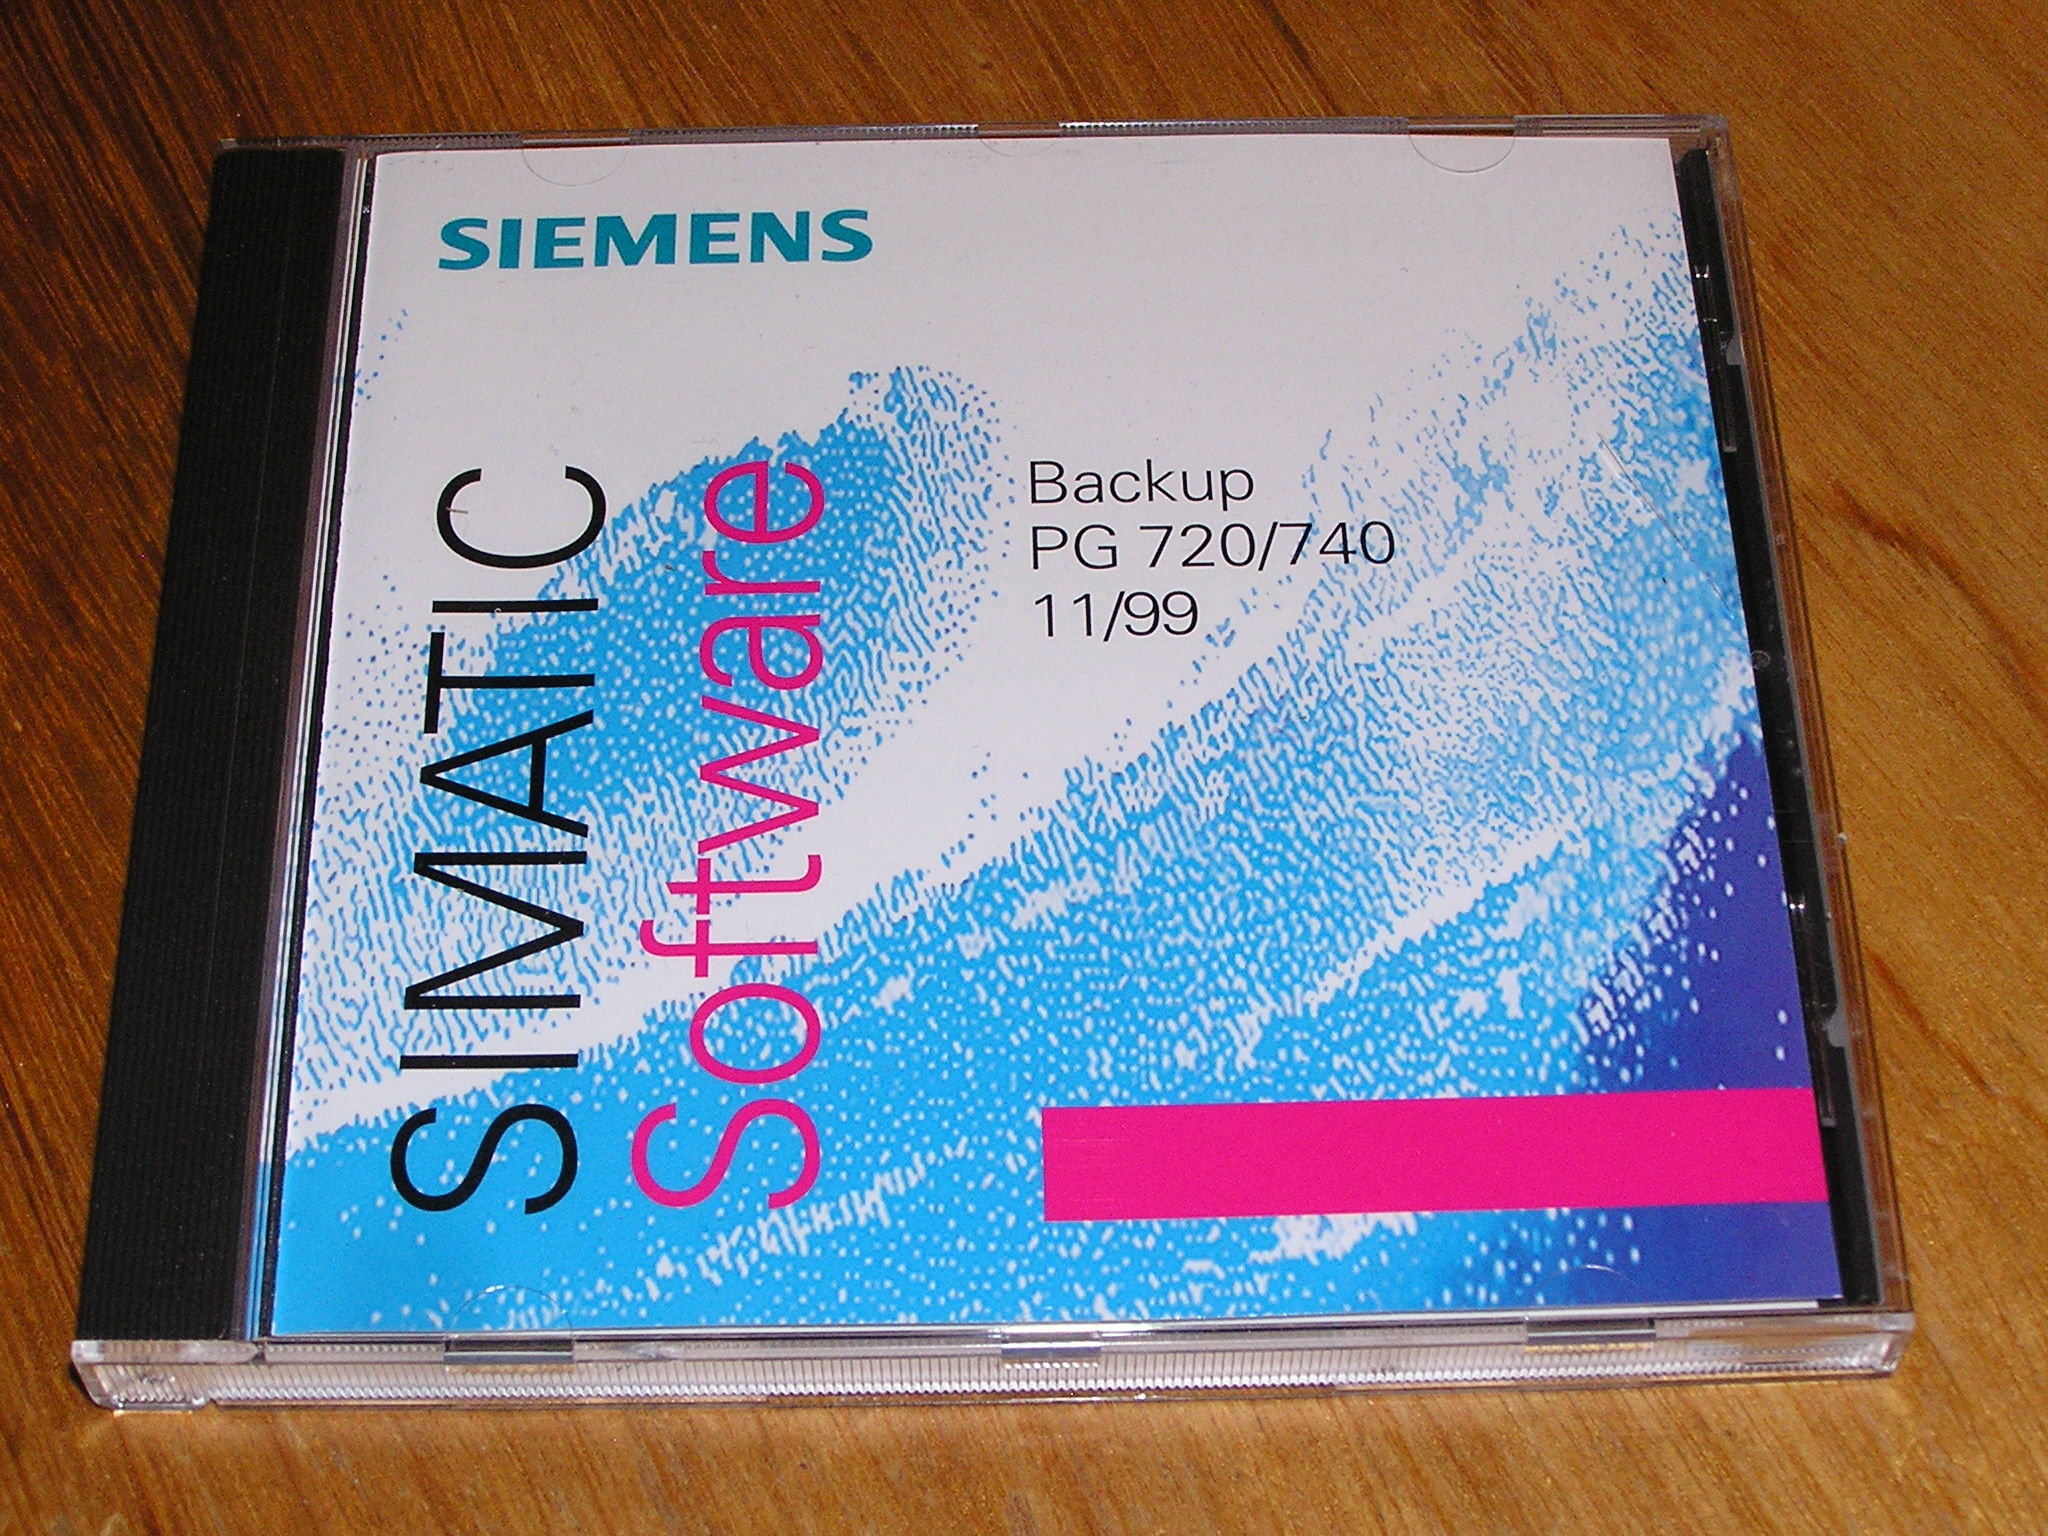 SIEMENS
SIMATIC
Software
Backup
PG 720/740
11/99